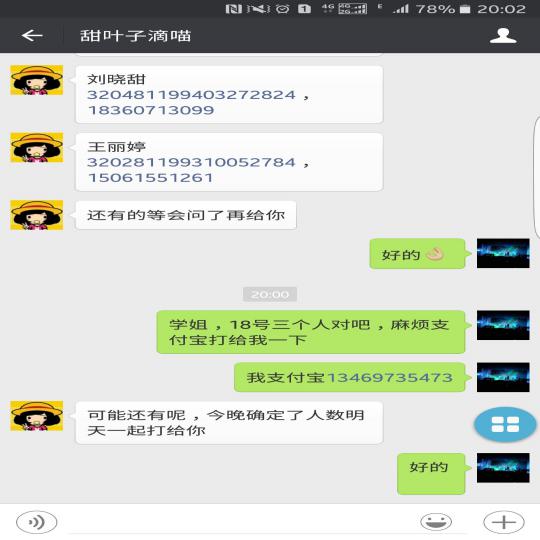 N 1 4G 4G 2G E 78% 20:02
甜叶子滴喵
刘晓甜
320481199403272824，
18360713099
王丽婷
320281199310052784，
15061551261
还有的等会问了再给你
好的
20:00
学姐，18号三个人对吧，麻烦支
付宝打给我一下
我支付宝13469735473
可能还有呢，今晚确定了人数明
天一起打给你
好的